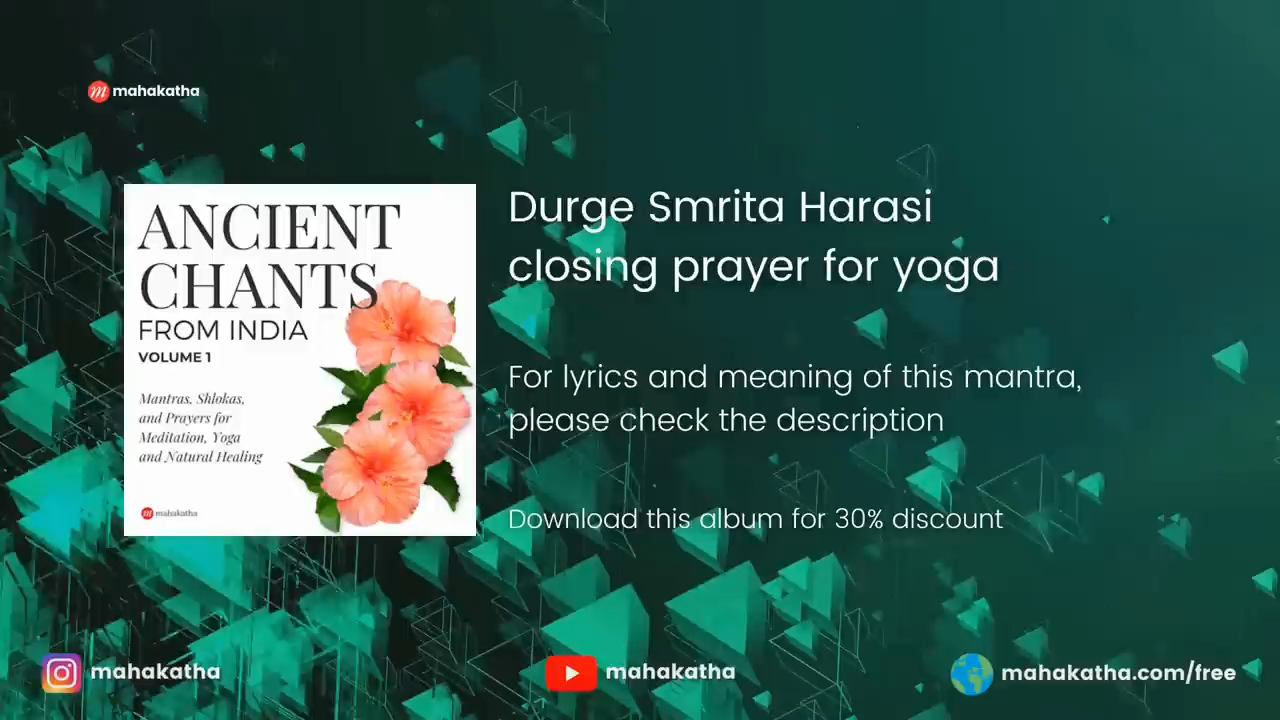 mahakatha
ANCIENT
CHANTS
FROM INDIA
VOLUME 1
Mantras, Shlokas,
and Prayers for
Meditation, Yoga
and Natural Healing
mahakatha
Durge Smrita Harasi
closing prayer for yoga
For lyrics and meaning of this mantra,
please check the description
Download this album for 30% discount
mahakatha
mahakatha
mahakatha.com/free